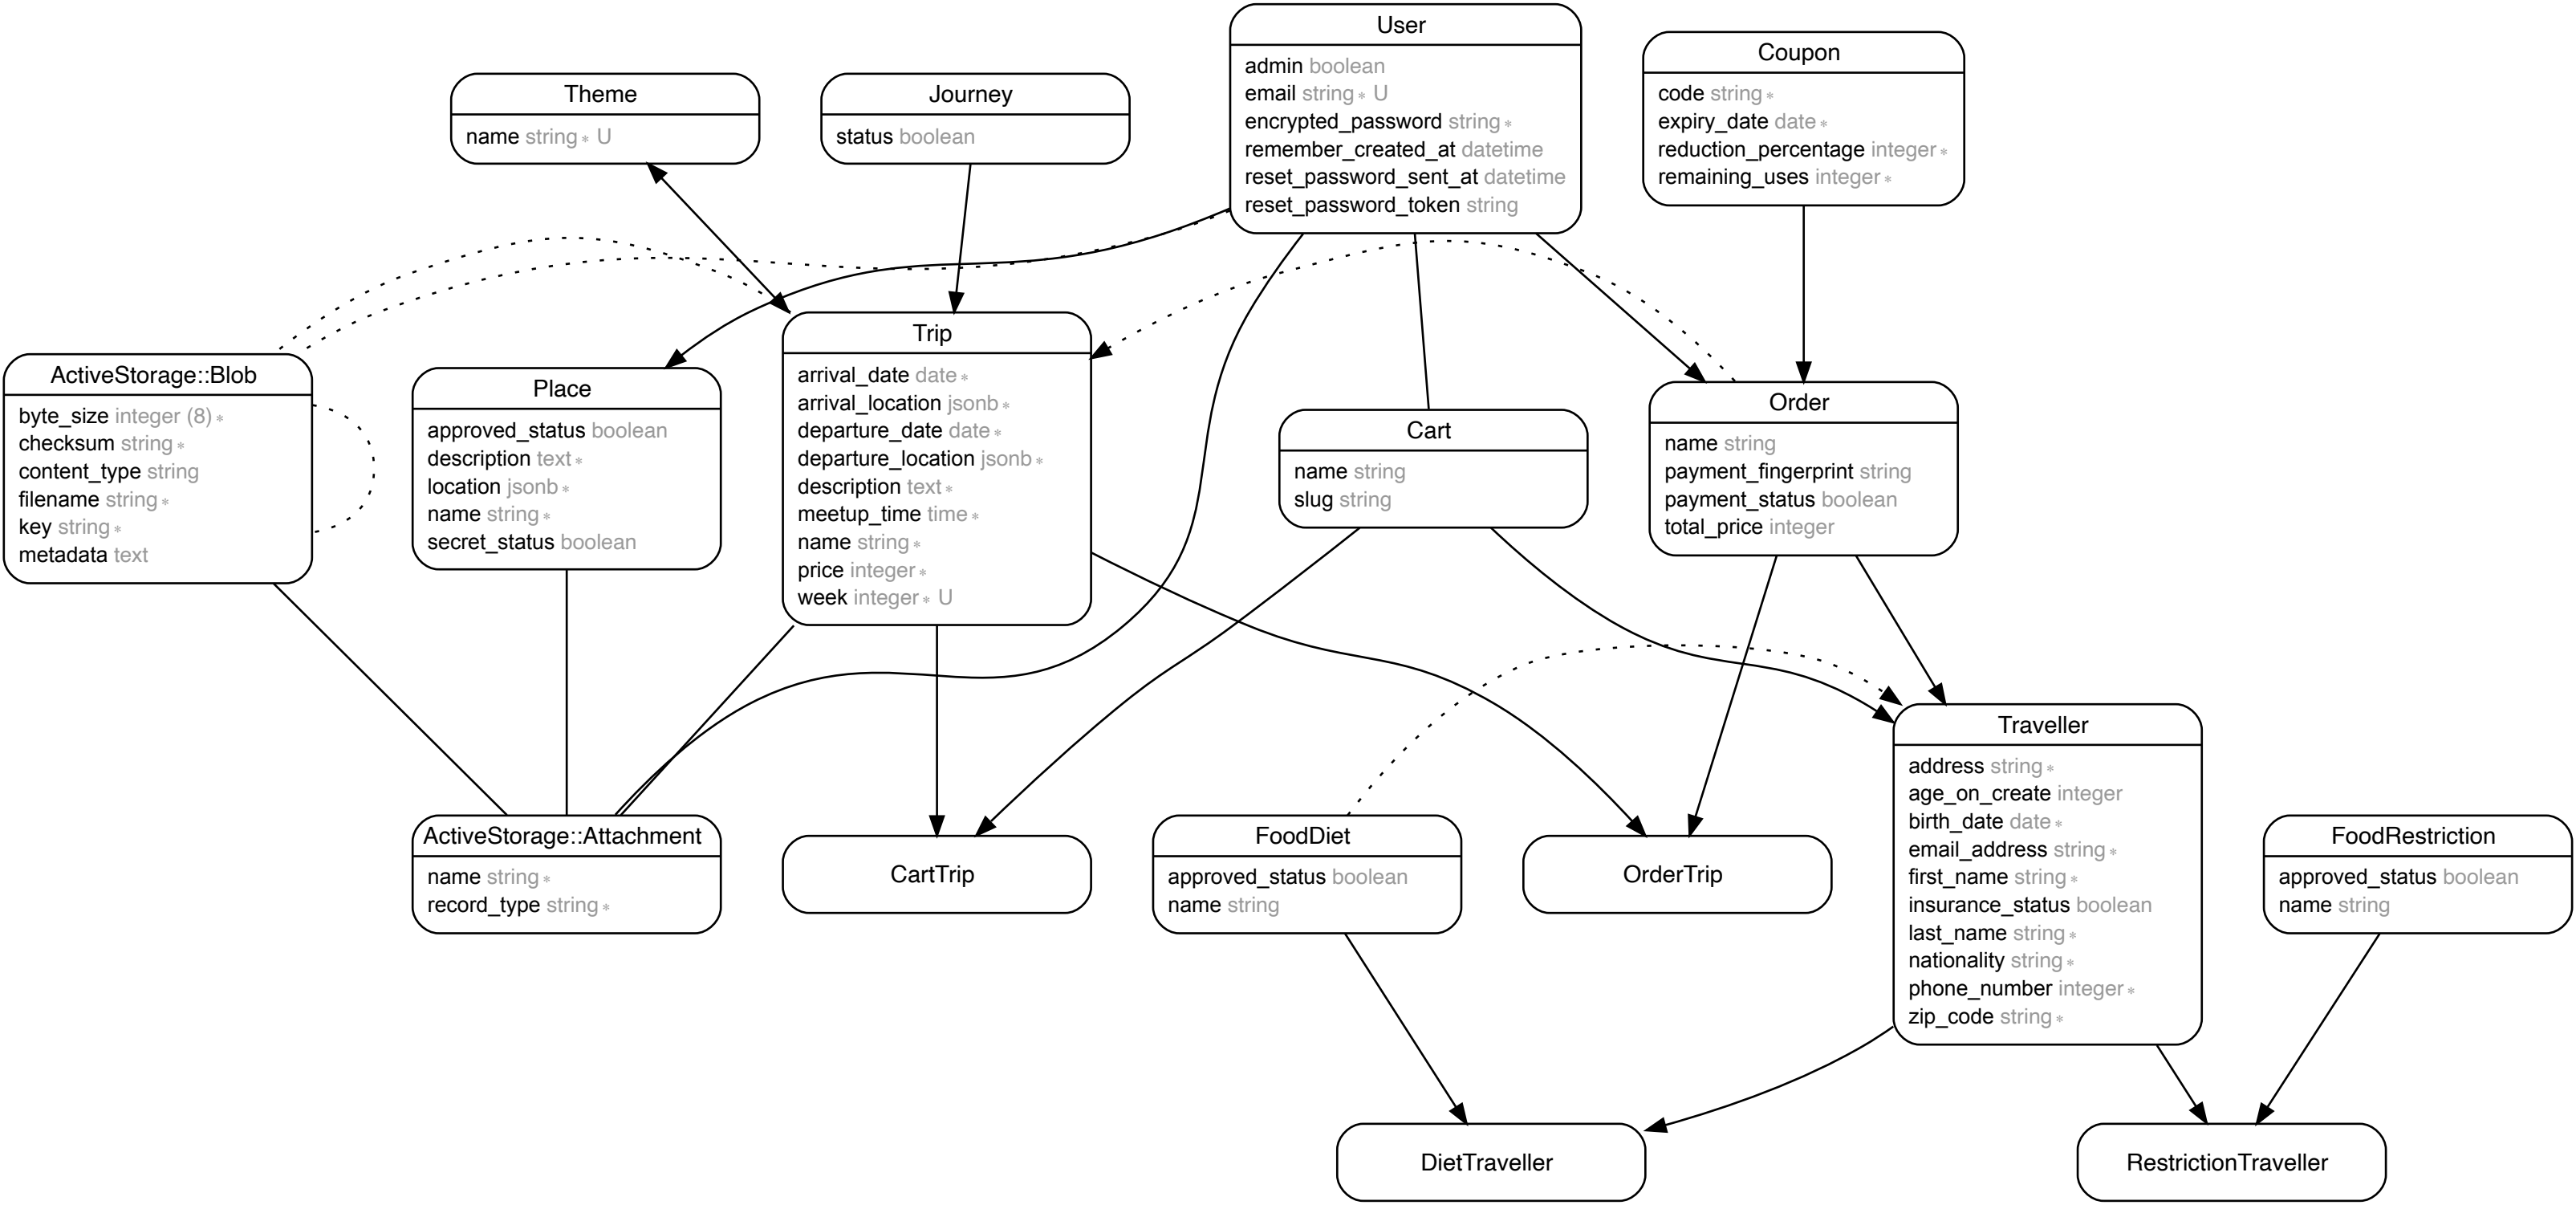 User
admin boolean
email string∗ U
encrypted_password string∗
remember_created_at datetime
reset_password_sent_at datetime
reset_password_token string
Coupon
code string∗
expiry_date date∗
reduction_percentage integer∗
remaining_uses integer∗
Theme
name string∗ U
Journey
status boolean
Trip
arrival_date date∗
arrival_location jsonb∗
departure_date date∗
departure_location jsonb∗
description text∗
meetup_time time∗
name string∗
price integer∗
week integer∗ U
ActiveStorage::Blob
byte_size integer (8)∗
checksum string∗
content_type string
filename string∗
key string∗
metadata text
Place
approved_status boolean
description text∗
location jsonb∗
name string∗
secret_status boolean
Cart
name string
slug string
Order
name string
payment_fingerprint string
payment_status boolean
total_price integer
Traveller
address string∗
age_on_create integer
birth_date date∗
email_address string∗
first_name string∗
insurance_status boolean
last_name string∗
nationality string∗
phone_number integer∗
zip_code string∗
ActiveStorage::Attachment
name string∗
record_type string∗
CartTrip
FoodDiet
approved_status boolean
name string
OrderTrip
FoodRestriction
approved_status boolean
name string
DietTraveller
RestrictionTraveller